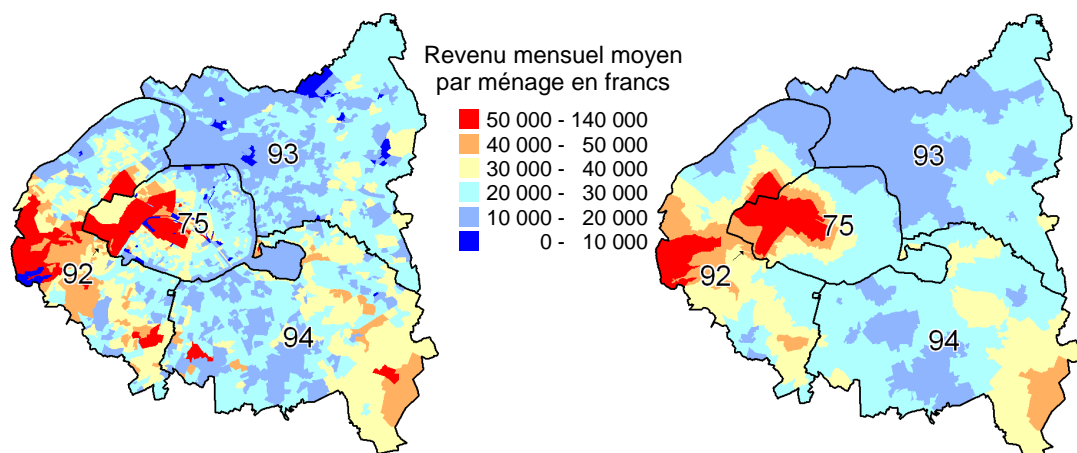 Revenu mensuel moyen
par ménage en francs
50 000 - 140 000
40 000 - 50 000
30 000 - 40 000
20 000 - 30 000
10 000 - 20 000
0 - 10 000
93
75
92
94
93
75
92
94